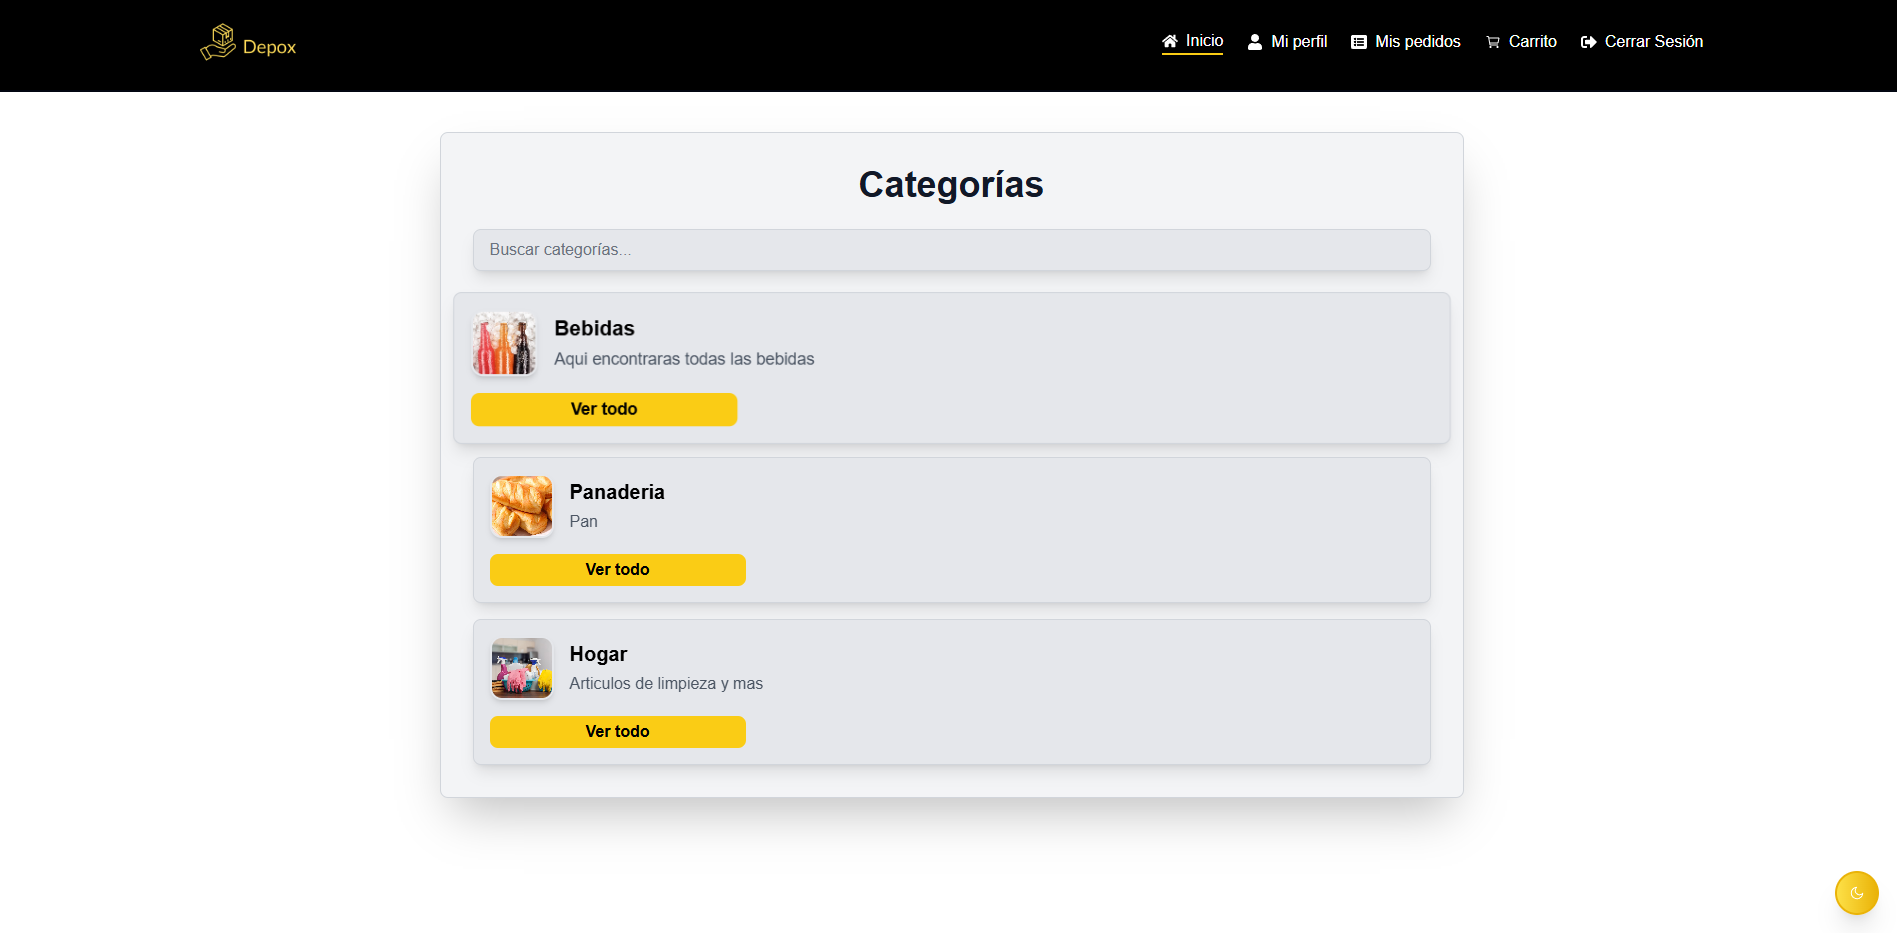 Depox
Inicio
Mi perfil
Mis pedidos
Carrito
Cerrar Sesión
Categorías
Buscar categorías...
Bebidas
Aqui encontraras todas las bebidas
Ver todo
Panaderia
Pan
Ver todo
Hogar
Articulos de limpieza y mas
Ver todo